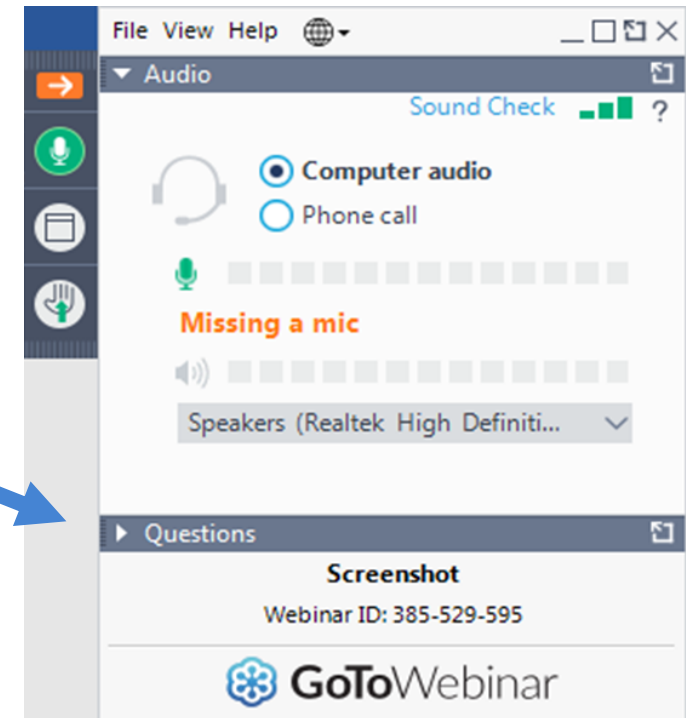 File View Help
Audio
Sound Check ?
Computer audio
Phone call
Missing a mic
Speakers (Realtek High Definiti...
Questions
Screenshot
Webinar ID: 385-529-595
GoToWebinar